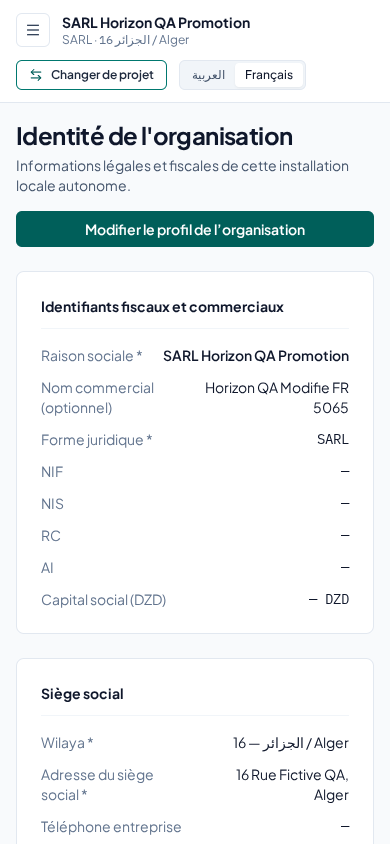 SARL Horizon QA Promotion
SARL · 16 الجزائر / Alger
Changer de projet
العربية
Français
Identité de l'organisation
Informations légales et fiscales de cette installation
locale autonome.
Modifier le profil de l’organisation
Identifiants fiscaux et commerciaux
Raison sociale * SARL Horizon QA Promotion
Nom commercial (optionnel) Horizon QA Modifie FR 5065
Forme juridique * SARL
NIF —
NIS —
RC —
AI —
Capital social (DZD) — DZD
Siège social
Wilaya * 16 — الجزائر / Alger
Adresse du siège social * 16 Rue Fictive QA, Alger
Téléphone entreprise —